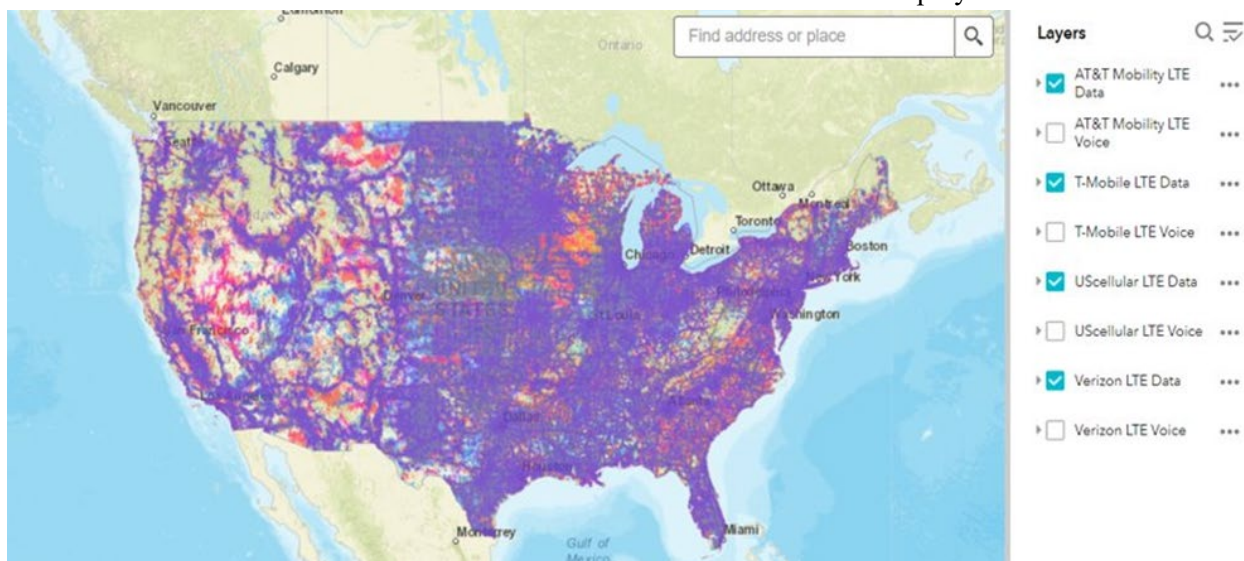 Edmonton
Ontario
Find address or place
Calgary
Vancouver
Ottawa
Montreal
Toronto
Detroit
Boston
Chicago
New York
Philadelphia
Washington
Denver
UNITED
STATES
St Louis
San Francisco
Los Angeles
Atlanta
Dallas
Houston
Monterrey
Miami
Gulf of
Mexico
Layers
AT&T Mobility LTE
Data
AT&T Mobility LTE
Voice
T-Mobile LTE Data
T-Mobile LTE Voice
UScellular LTE Data
UScellular LTE Voice
Verizon LTE Data
Verizon LTE Voice